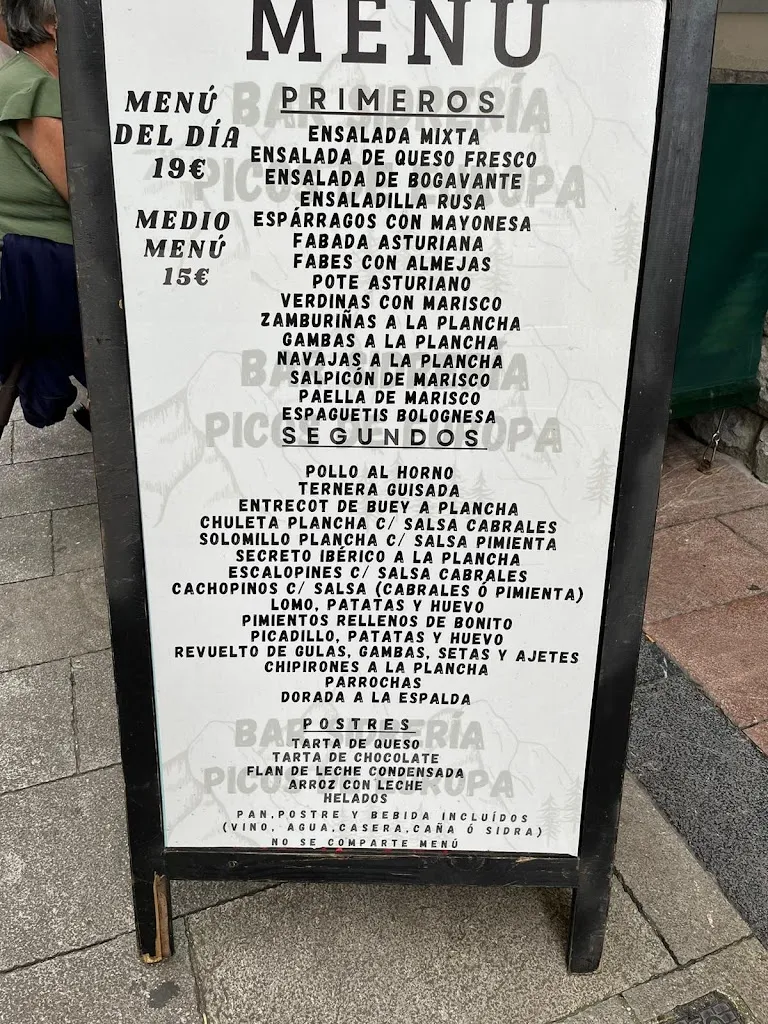 MENÚ
MENÚ
DEL DÍA
19€
MEDIO
MENÚ
15€
PRIMEROS
ENSALADA MIXTA
ENSALADA DE QUESO FRESCO
ENSALADA DE BOGAVANTE
ENSALADILLA RUSA
ESPÁRRAGOS CON MAYONESA
FABADA ASTURIANA
FABES CON ALMEJAS
POTE ASTURIANO
VERDINAS CON MARISCO
ZAMBURIÑAS A LA PLANCHA
GAMBAS A LA PLANCHA
NAVAJAS A LA PLANCHA
SALPICÓN DE MARISCO
PAELLA DE MARISCO
ESPAGUETIS BOLOGNESA
SEGUNDOS
POLLO AL HORNO
TERNERA GUISADA
ENTRECOT DE BUEY A PLANCHA
CHULETA PLANCHA C/ SALSA CABRALES
SOLOMILLO PLANCHA C/ SALSA PIMIENTA
SECRETO IBÉRICO A LA PLANCHA
ESCALOPINES C/ SALSA CABRALES
CACHOPINOS C/ SALSA (CABRALES Ó PIMIENTA)
LOMO, PATATAS Y HUEVO
PIMIENTOS RELLENOS DE BONITO
PICADILLO, PATATAS Y HUEVO
REVUELTO DE GULAS, GAMBAS, SETAS Y AJETES
CHIPIRONES A LA PLANCHA
PARROCHAS
DORADA A LA ESPALDA
POSTRES
TARTA DE QUESO
TARTA DE CHOCOLATE
FLAN DE LECHE CONDENSADA
ARROZ CON LECHE
HELADOS
PAN,POSTRE Y BEBIDA INCLUÍDOS
(VINO, AGUA,CASERA,CAÑA Ó SIDRA)
NO SE COMPARTE MENÚ